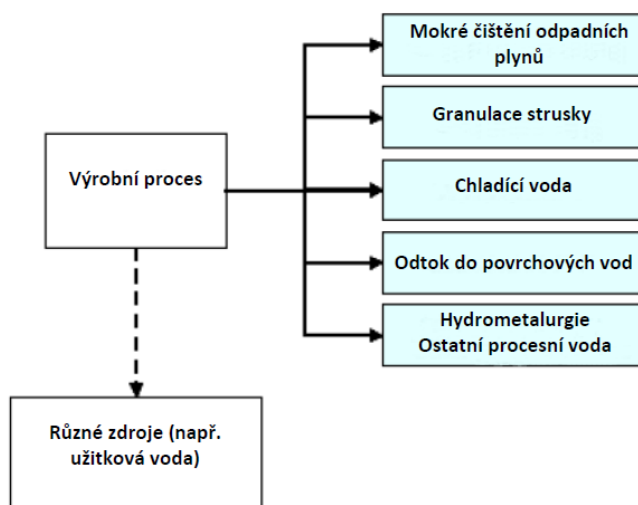 Mokré čištění odpadních
plynů
Granulace strusky
Výrobní proces
Chladící voda
Odtok do povrchových vod
Hydrometalurgie
Ostatní procesní voda
Různé zdroje (např.
užitková voda)